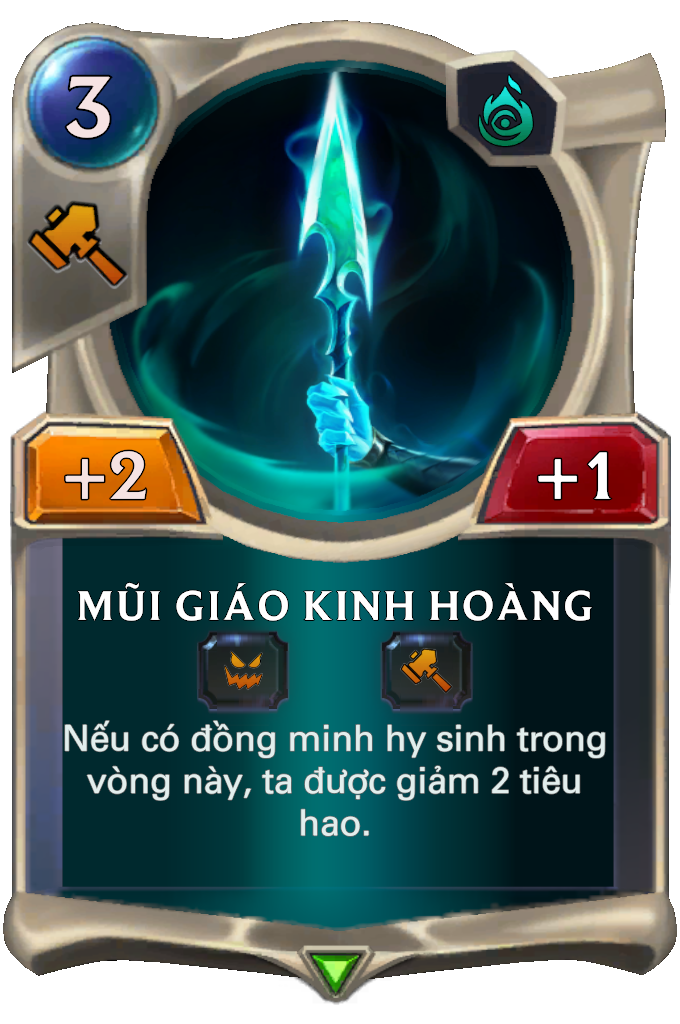 3
+2
+1
MŨI GIÁO KINH HOÀNG
Nếu có đồng minh hy sinh trong
vòng này, ta được giảm 2 tiêu
hao.